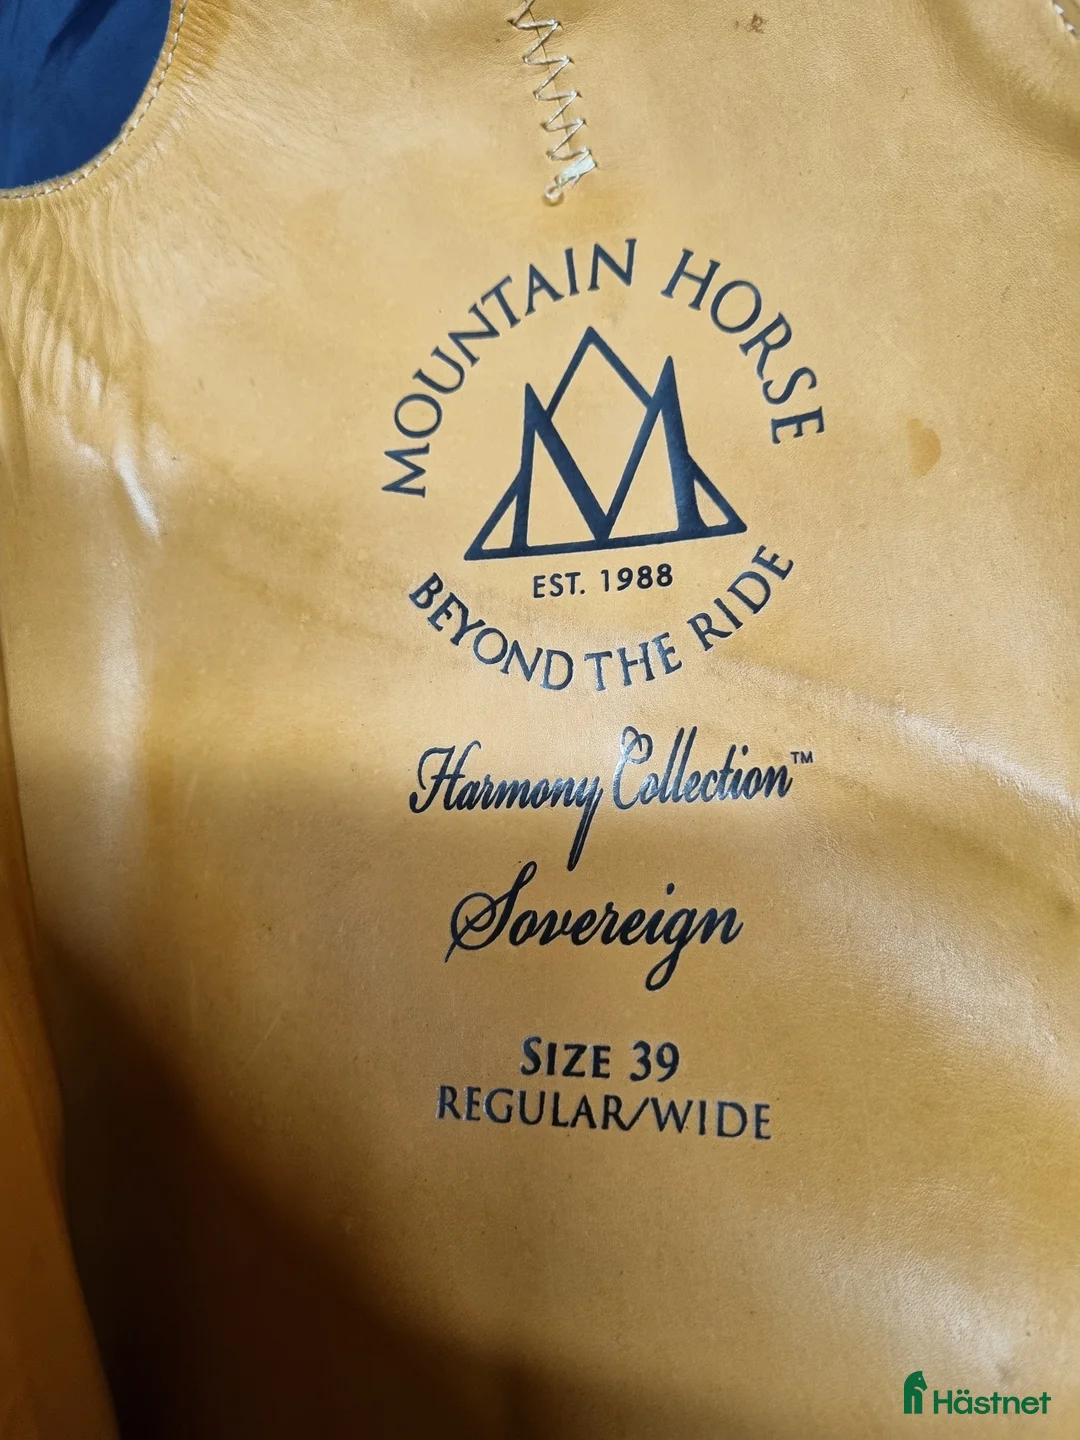 MOUNTAIN HORSE
EST. 1988
BEYOND THE RIDE
Harmony Collection™
Sovereign
SIZE 39
REGULAR/WIDE
Hästnet